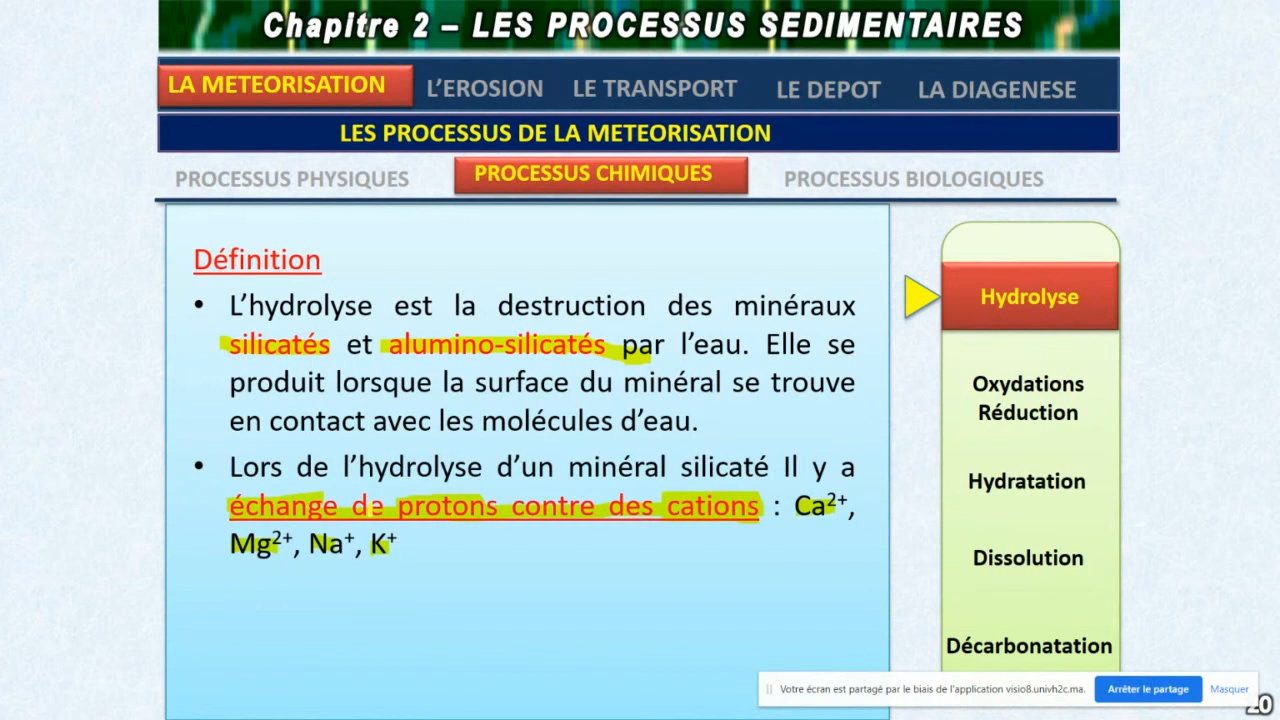 Chapitre 2 – LES PROCESSUS SEDIMENTAIRES
LA METEORISATION L'EROSION LE TRANSPORT LE DEPOT LA DIAGENESE
LES PROCESSUS DE LA METEORISATION
PROCESSUS PHYSIQUES PROCESSUS CHIMIQUES PROCESSUS BIOLOGIQUES
Définition
• L'hydrolyse est la destruction des minéraux
silicatés et alumino-silicatés par l'eau. Elle se
produit lorsque la surface du minéral se trouve
en contact avec les molécules d'eau.
• Lors de l'hydrolyse d'un minéral silicaté Il y a
échange de protons contre des cations : Ca²⁺,
Mg²⁺, Na⁺, K⁺
Hydrolyse
Oxydations
Réduction
Hydratation
Dissolution
Décarbonatation
Votre écran est partagé par le biais de l'application visio8.univh2c.ma. Arrêter le partage Masquer
20